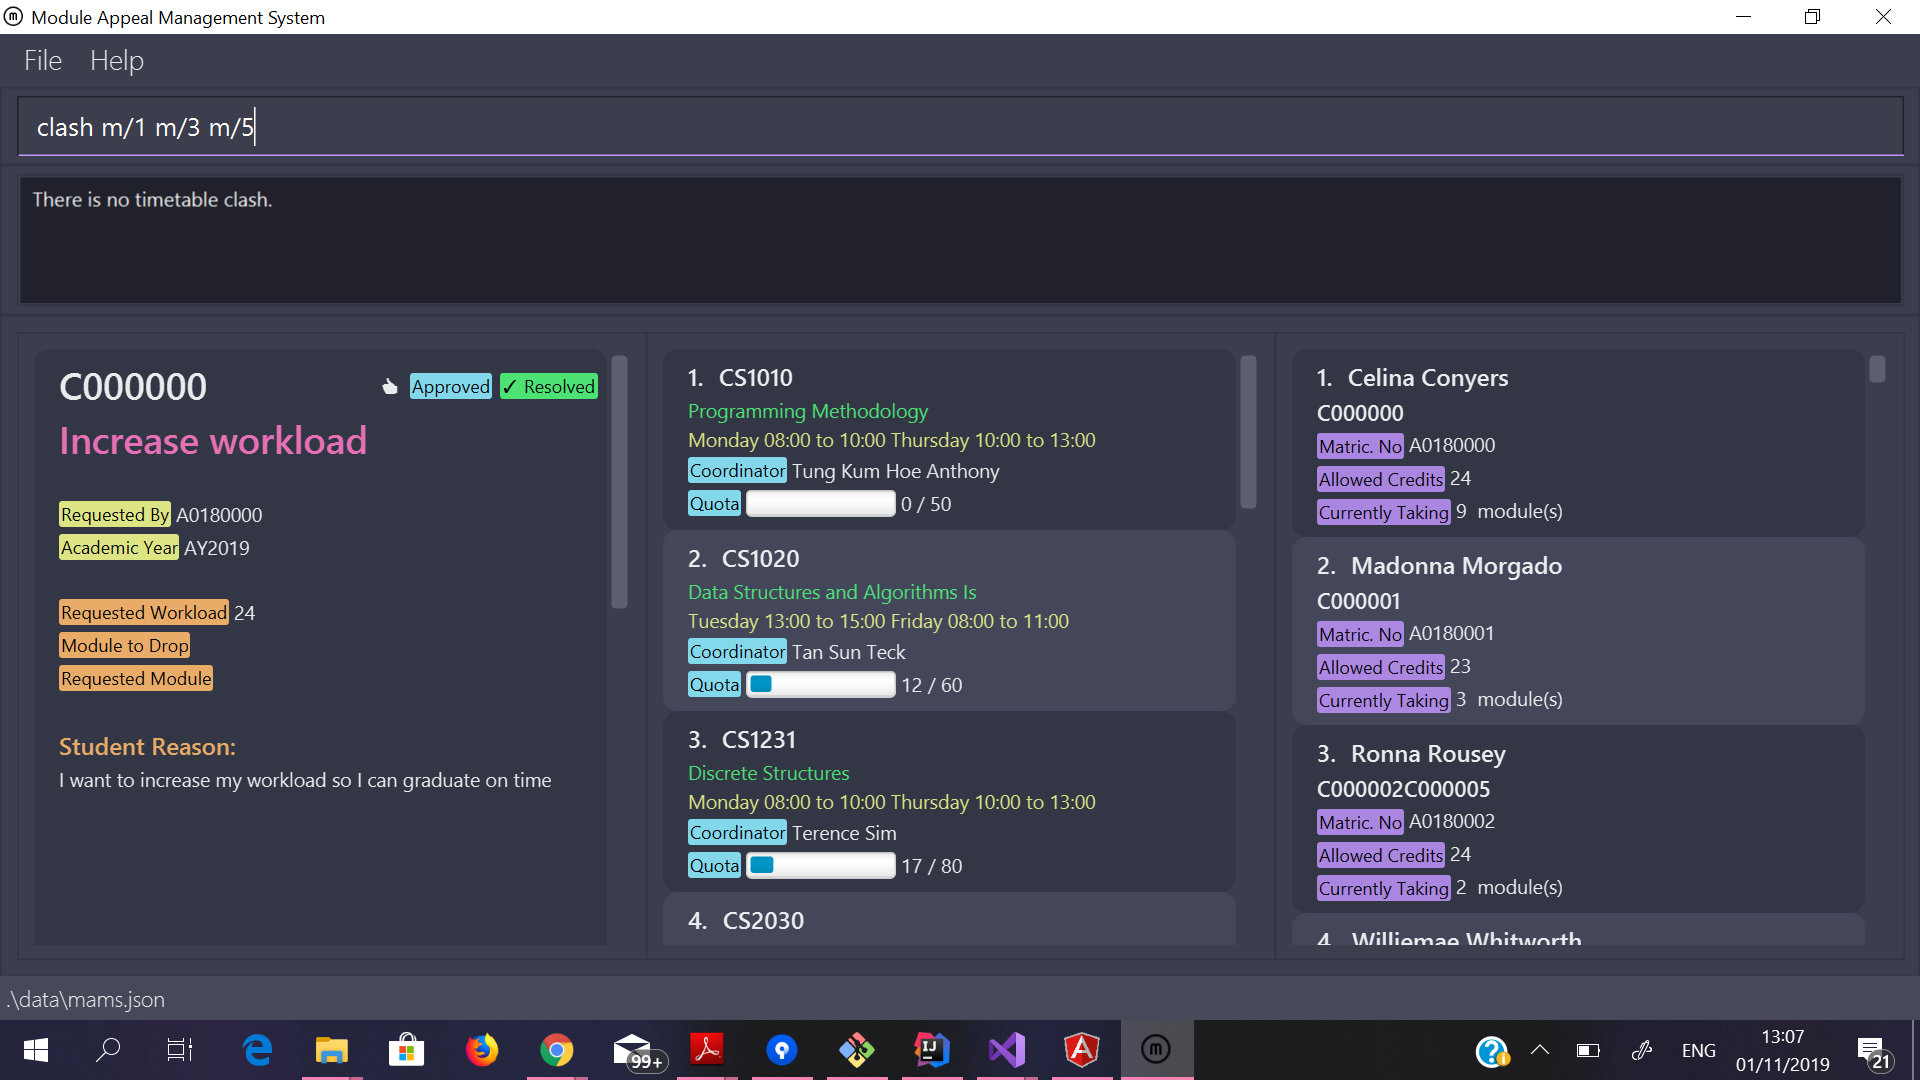 Module Appeal Management System
File Help
clash m/1 m/3 m/5
There is no timetable clash.
C000000 Approved ✓ Resolved
Increase workload
Requested By A0180000
Academic Year AY2019
Requested Workload 24
Module to Drop
Requested Module
Student Reason:
I want to increase my workload so I can graduate on time
1. CS1010
Programming Methodology
Monday 08:00 to 10:00 Thursday 10:00 to 13:00
Coordinator Tung Kum Hoe Anthony
Quota 0 / 50
2. CS1020
Data Structures and Algorithms Is
Tuesday 13:00 to 15:00 Friday 08:00 to 11:00
Coordinator Tan Sun Teck
Quota 12 / 60
3. CS1231
Discrete Structures
Monday 08:00 to 10:00 Thursday 10:00 to 13:00
Coordinator Terence Sim
Quota 17 / 80
4. CS2030
1. Celina Conyers
C000000
Matric. No A0180000
Allowed Credits 24
Currently Taking 9 module(s)
2. Madonna Morgado
C000001
Matric. No A0180001
Allowed Credits 23
Currently Taking 3 module(s)
3. Ronna Rousey
C000002C000005
Matric. No A0180002
Allowed Credits 24
Currently Taking 2 module(s)
4. Williemae Whitworth
.\data\mams.json
99+
IJ
ENG
13:07
01/11/2019
21